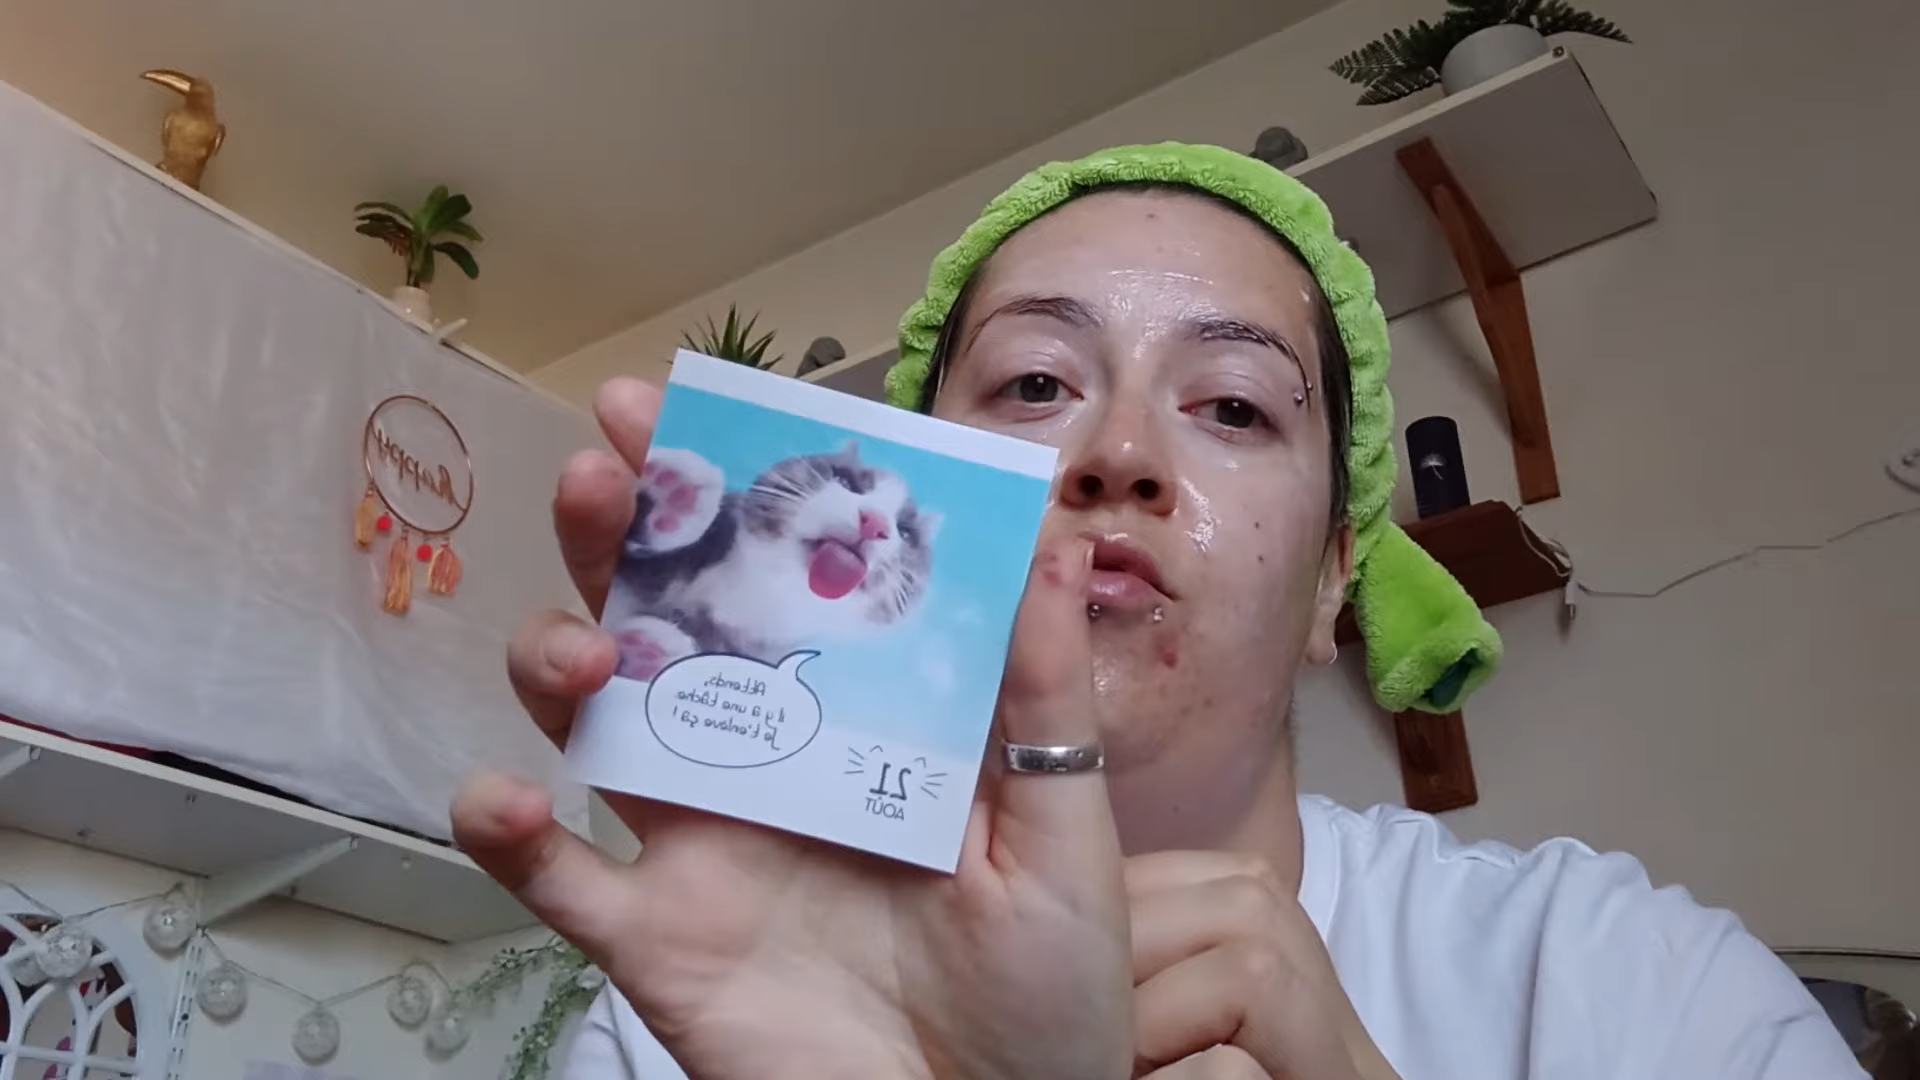 Attends,
il y a une tâche.
Je t'enlève ça !
21
AOÛT
Happy